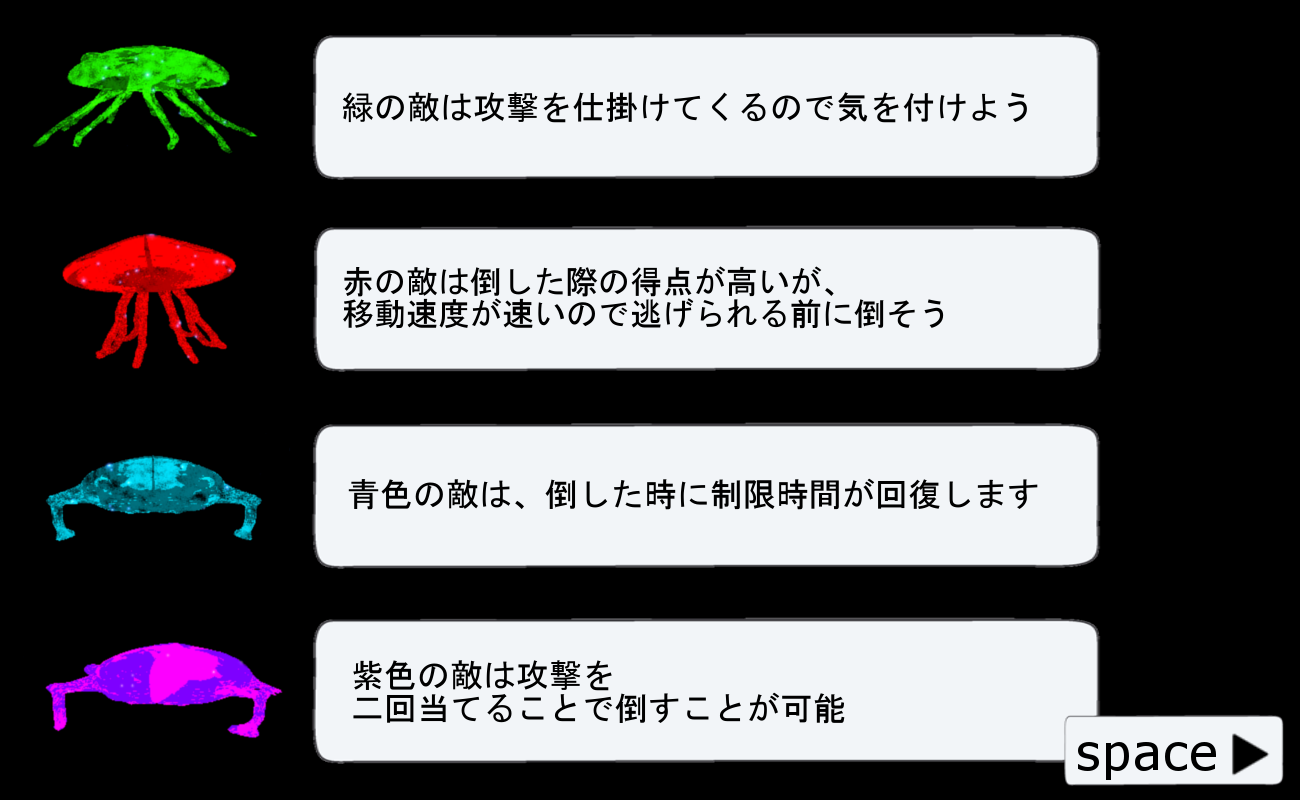 緑の敵は攻撃を仕掛けてくるので気を付けよう
赤の敵は倒した際の得点が高いが、
移動速度が速いので逃げられる前に倒そう
青色の敵は、倒した時に制限時間が回復します
紫色の敵は攻撃を
二回当てることで倒すことが可能
space